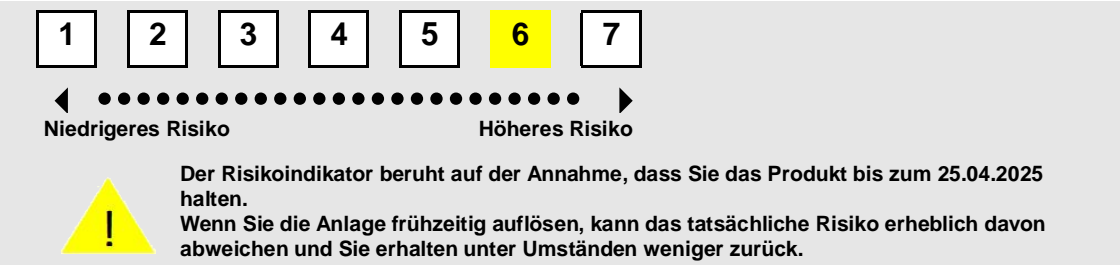 1 2 3 4 5 6 7
Niedrigeres Risiko Höheres Risiko
Der Risikoindikator beruht auf der Annahme, dass Sie das Produkt bis zum 25.04.2025
halten.
Wenn Sie die Anlage frühzeitig auflösen, kann das tatsächliche Risiko erheblich davon
abweichen und Sie erhalten unter Umständen weniger zurück.
!